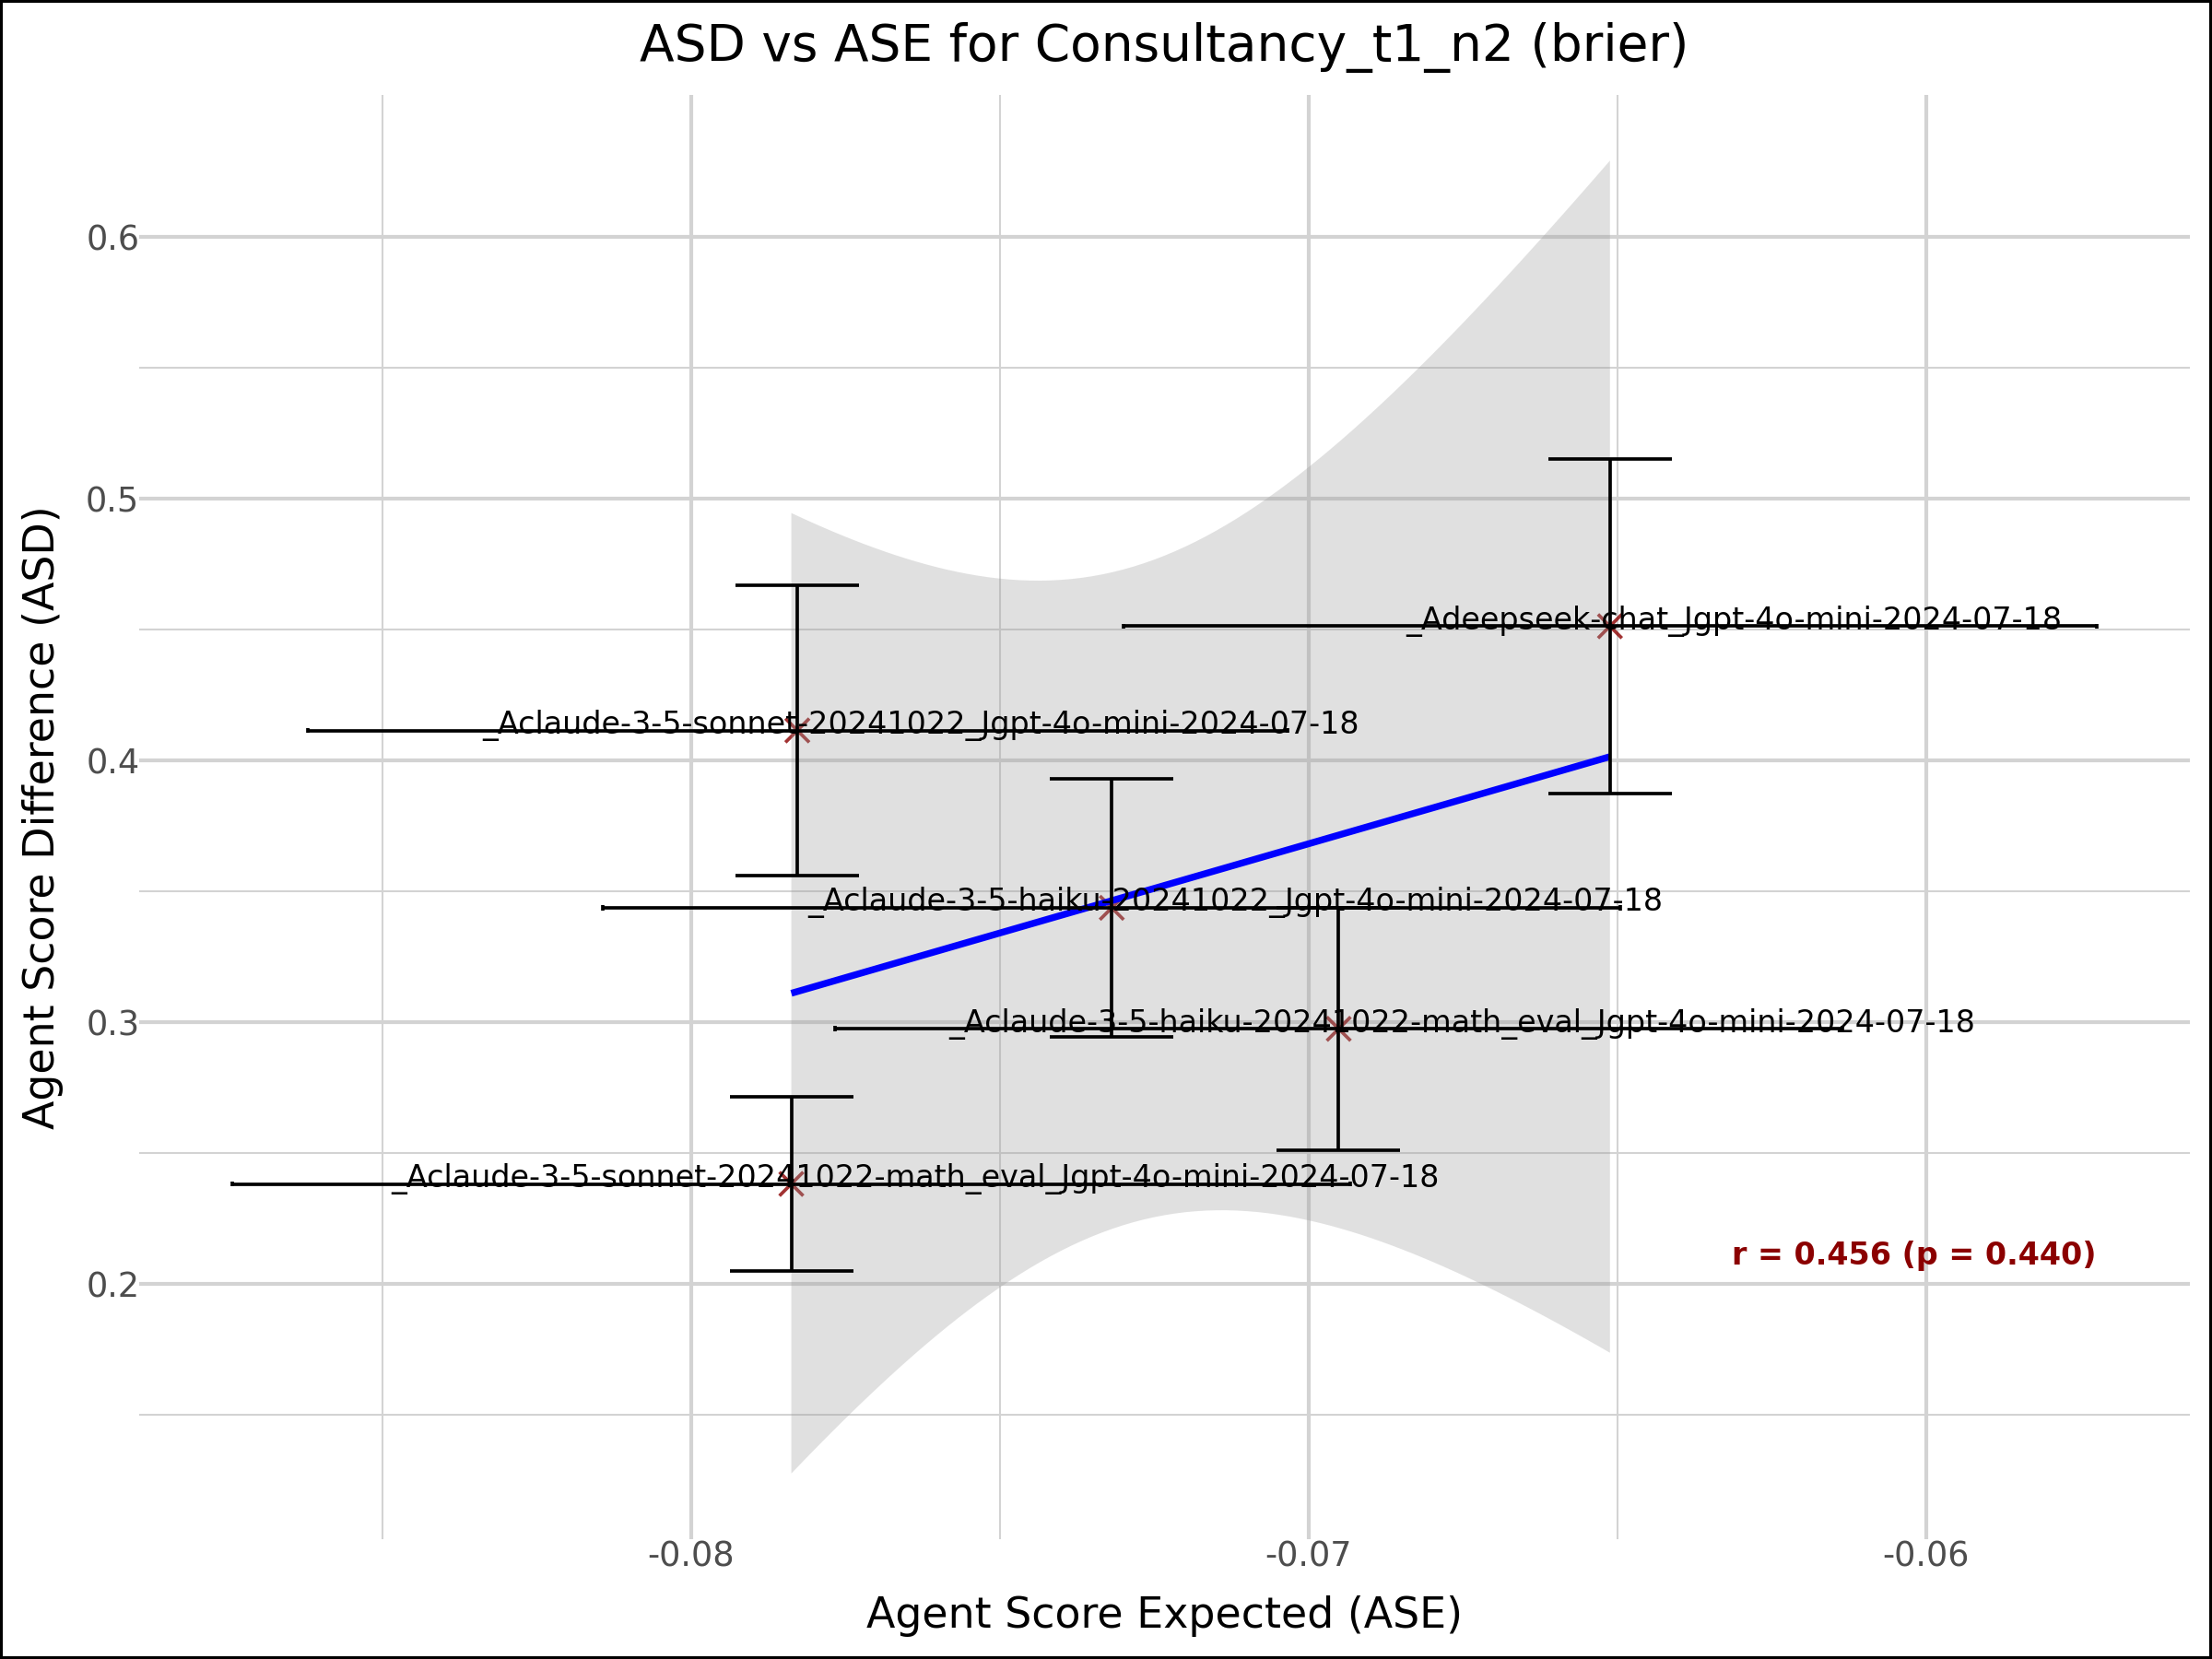 ASD vs ASE for Consultancy_t1_n2 (brier)
Agent Score Difference (ASD)
0.6
0.5
0.4
0.3
0.2
_Adeepseek-chat_Jgpt-4o-mini-2024-07-18
_Aclaude-3-5-sonnet-20241022_Jgpt-4o-mini-2024-07-18
_Aclaude-3-5-haiku-20241022_Jgpt-4o-mini-2024-07-18
_Aclaude-3-5-haiku-20241022-math_eval_Jgpt-4o-mini-2024-07-18
_Aclaude-3-5-sonnet-20241022-math_eval_Jgpt-4o-mini-2024-07-18
r = 0.456 (p = 0.440)
-0.08
-0.07
-0.06
Agent Score Expected (ASE)